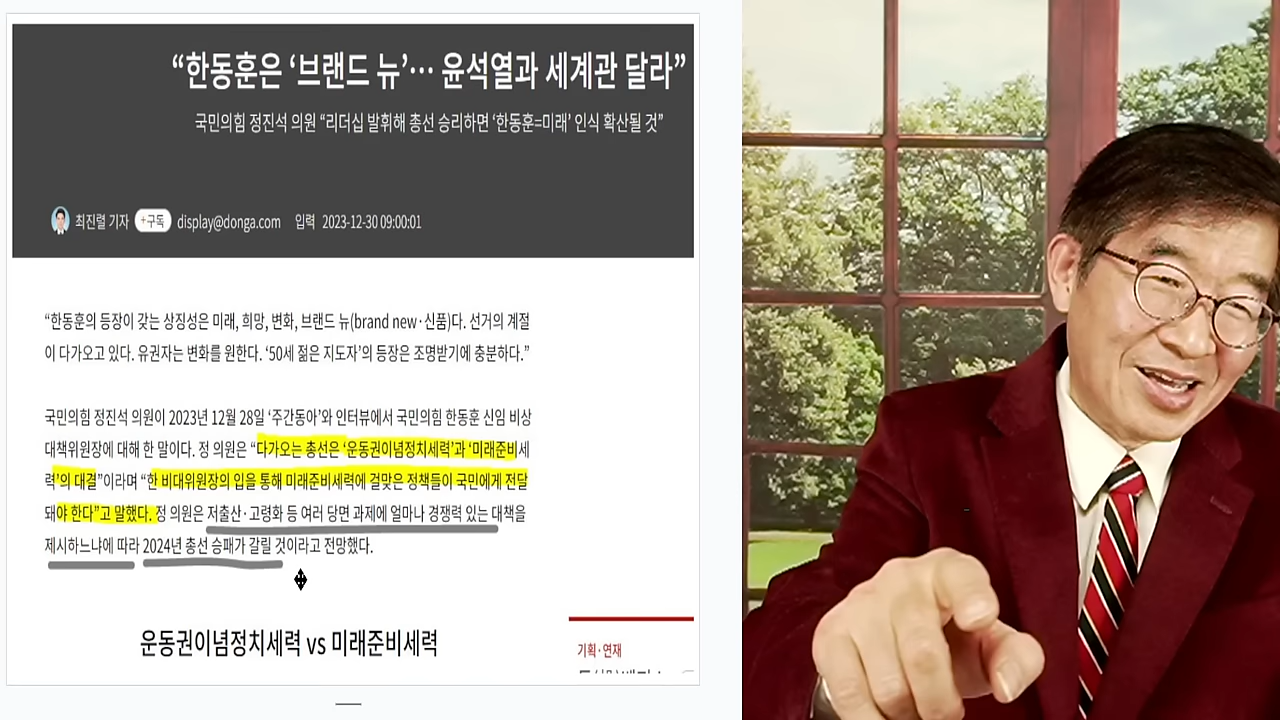 “한동훈은 ‘브랜드 뉴’… 윤석열과 세계관 달라”
국민의힘 정진석 의원 “리더십 발휘해 총선 승리하면 ‘한동훈=미래’ 인식 확산될 것”
최진렬 기자 +구독 display@donga.com 입력 2023-12-30 09:00:01
“한동훈의 등장이 갖는 상징성은 미래, 희망, 변화, 브랜드 뉴(brand new·신품)다. 선거의 계절
이 다가오고 있다. 유권자는 변화를 원한다. ‘50세 젊은 지도자’의 등장은 조명받기에 충분하다.”
국민의힘 정진석 의원이 2023년 12월 28일 ‘주간동아’와 인터뷰에서 국민의힘 한동훈 신임 비상
대책위원장에 대해 한 말이다. 정 의원은 “다가오는 총선은 ‘운동권이념정치세력’과 ‘미래준비세
력’의 대결”이라며 “한 비대위원장의 입을 통해 미래준비세력에 걸맞은 정책들이 국민에게 전달
돼야 한다”고 말했다. 정 의원은 저출산·고령화 등 여러 당면 과제에 얼마나 경쟁력 있는 대책을
제시하느냐에 따라 2024년 총선 승패가 갈릴 것이라고 전망했다.
운동권이념정치세력 vs 미래준비세력
기획·연재